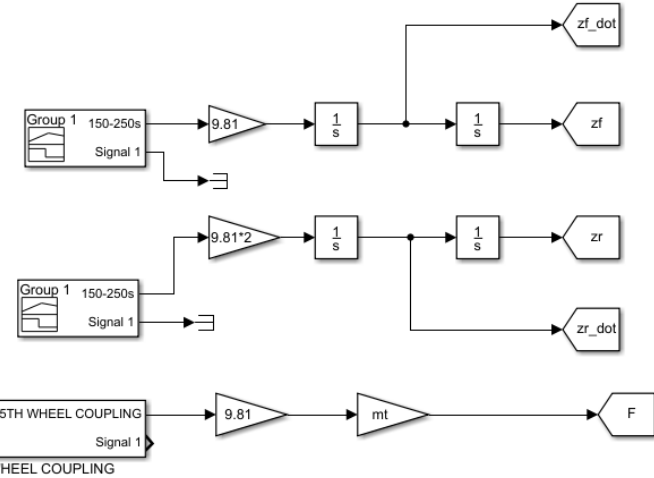 zf_dot
Group 1
150-250s
Signal 1
9.81
1
s
1
s
zf
Group 1
150-250s
Signal 1
9.81*2
1
s
1
s
zr
zr_dot
5TH WHEEL COUPLING
Signal 1
9.81
mt
F
HEEL COUPLING